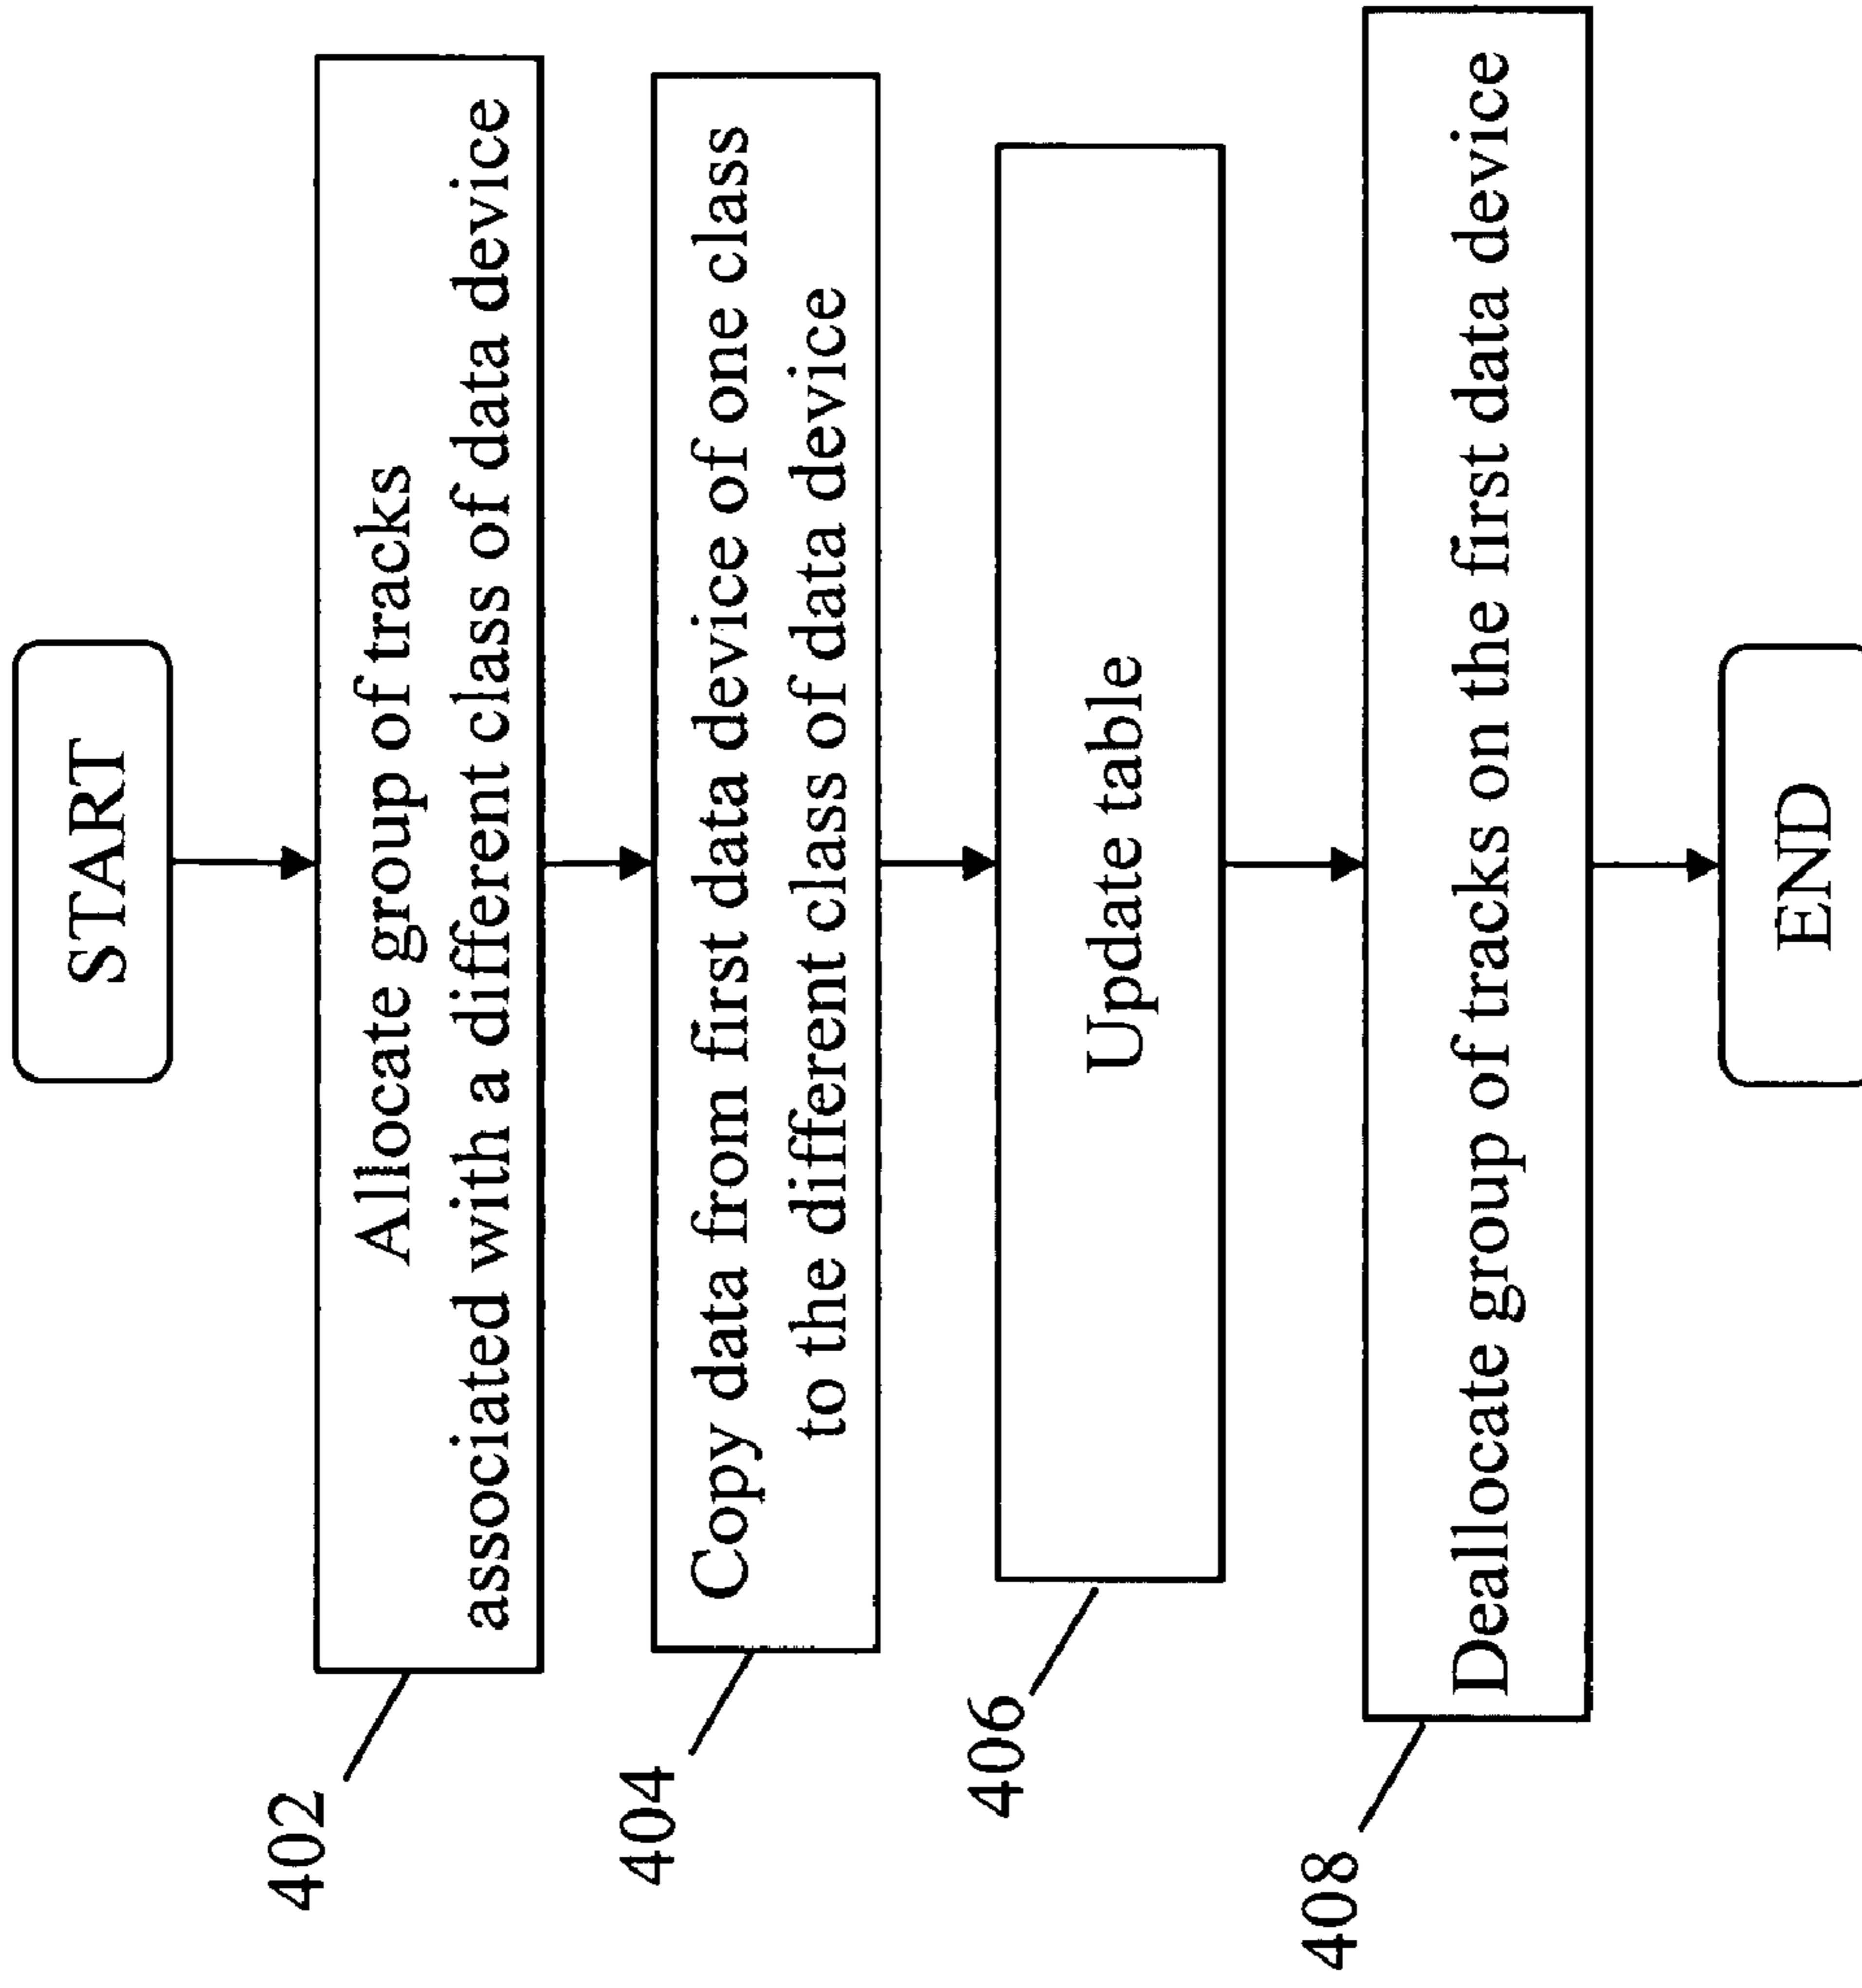 START
402
Allocate group of tracks
associated with a different class of data device
404
Copy data from first data device of one class
to the different class of data device
406
Update table
408
Deallocate group of tracks on the first data device
END